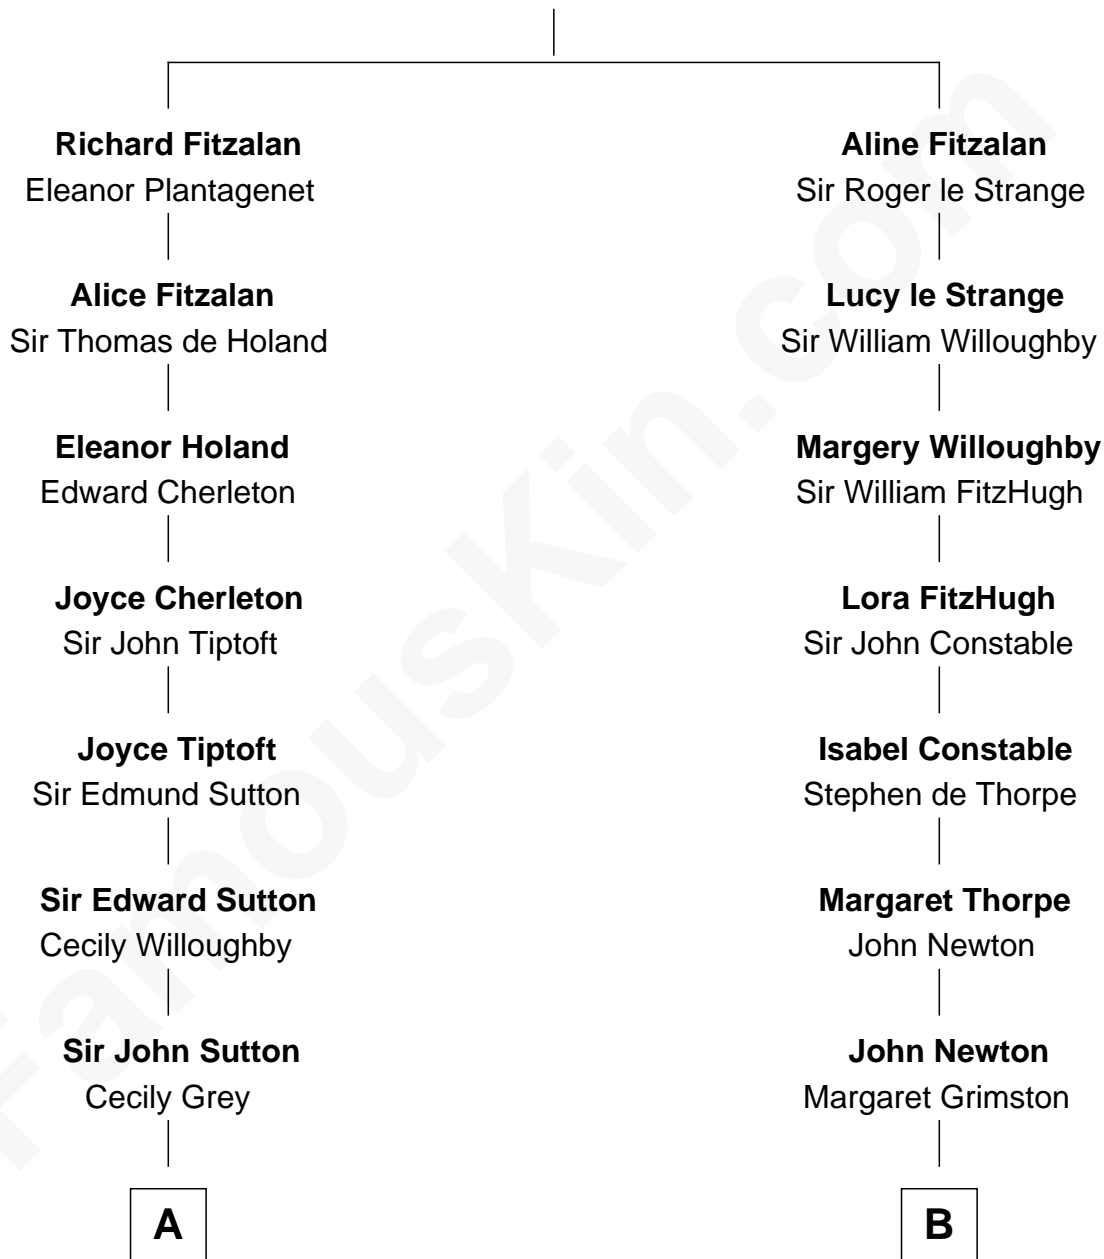 Richard Fitzalan
Eleanor Plantagenet
Alice Fitzalan
Sir Thomas de Holand
Eleanor Holand
Edward Cherleton
Joyce Cherleton
Sir John Tiptoft
Joyce Tiptoft
Sir Edmund Sutton
Sir Edward Sutton
Cecily Willoughby
Sir John Sutton
Cecily Grey
A
Aline Fitzalan
Sir Roger le Strange
Lucy le Strange
Sir William Willoughby
Margery Willoughby
Sir William FitzHugh
Lora FitzHugh
Sir John Constable
Isabel Constable
Stephen de Thorpe
Margaret Thorpe
John Newton
John Newton
Margaret Grimston
B
FamousKin.com